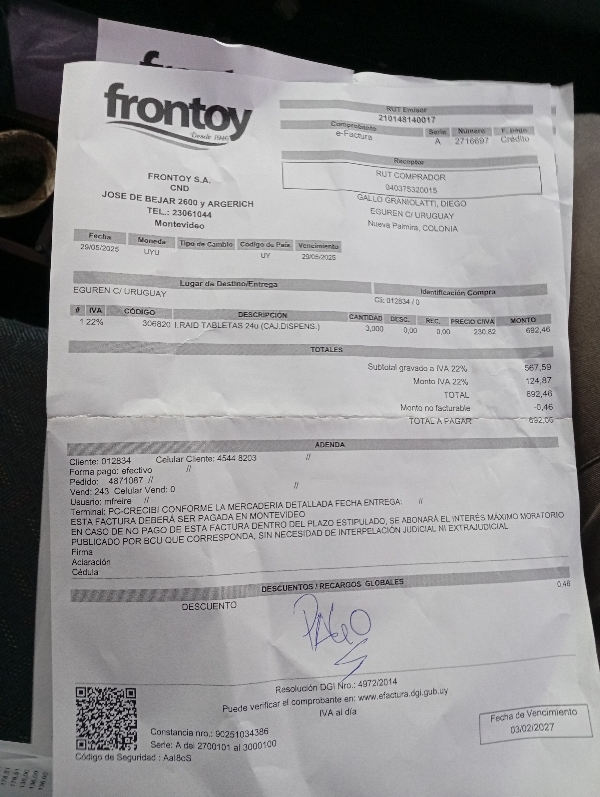 frontoy
Desde 1940
RUT Emisor
210148140017
Comprobante Serie Número F. pago
e-Factura A 2716697 Crédito
Receptor
RUT COMPRADOR
040375320015
GALLO GRANIOLATTI, DIEGO
EGUREN C/ URUGUAY
Nueva Palmira, COLONIA
FRONTOY S.A.
CND
JOSE DE BEJAR 2600 y ARGERICH
TEL.: 23061044
Montevideo
Fecha Moneda Tipo de Cambio Código de País Vencimiento
29/05/2025 UYU UY 29/05/2025
Lugar de Destino/Entrega Identificación Compra
EGUREN C/ URUGUAY Cli: 012834 / 0
# IVA CÓDIGO DESCRIPCION CANTIDAD DESC. REC. PRECIO C/IVA MONTO
1 22% 306820 I.RAID TABLETAS 24u (CAJ.DISPENS.) 3,000 0,00 0,00 230,82 692,46
TOTALES
Subtotal gravado a IVA 22% 567,59
Monto IVA 22% 124,87
TOTAL 692,46
Monto no facturable -0,46
TOTAL A PAGAR
ADENDA
Cliente: 012834 Celular Cliente: 4544 8203 //
Forma pago: efectivo //
Pedido: 4871087 // //
Vend: 243 Celular Vend: 0
Usuario: mfreire //
Terminal: PC-CRECIBI CONFORME LA MERCADERIA DETALLADA FECHA ENTREGA: //
ESTA FACTURA DEBERÁ SER PAGADA EN MONTEVIDEO
EN CASO DE NO PAGO DE ESTA FACTURA DENTRO DEL PLAZO ESTIPULADO, SE ABONARÁ EL INTERÉS MÁXIMO MORATORIO
PUBLICADO POR BCU QUE CORRESPONDA, SIN NECESIDAD DE INTERPELACIÓN JUDICIAL NI EXTRAJUDICIAL
Firma
Aclaración
Cédula
DESCUENTOS / RECARGOS GLOBALES
DESCUENTO 0,46
PAGO
Resolución DGI Nro.: 4972/2014
Puede verificar el comprobante en: www.efactura.dgi.gub.uy
IVA al día
Constancia nro.: 90251034386
Serie: A del 2700101 al 3000100
Código de Seguridad : AaI8cS
Fecha de Vencimiento
03/02/2027